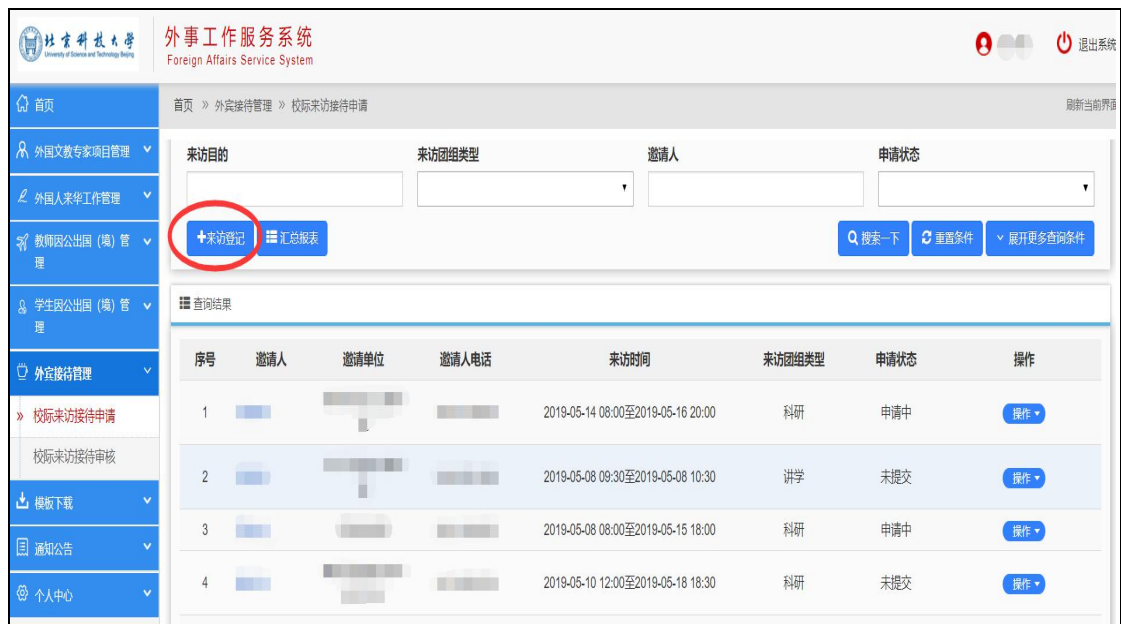 北京科技大学
University of Science and Technology Beijing
外事工作服务系统
Foreign Affairs Service System
退出系统
首页
外国文教专家项目管理
外国人来华工作管理
教师因公出国（境）管
理
学生因公出国（境）管
理
外宾接待管理
» 校际来访接待申请
校际来访接待审核
模板下载
通知公告
个人中心
首页 » 外宾接待管理 » 校际来访接待申请
刷新当前界面
来访目的 来访团组类型 邀请人 申请状态
+来访登记 汇总报表 搜索一下 重置条件 展开更多查询条件
查询结果
序号 邀请人 邀请单位 邀请人电话 来访时间 来访团组类型 申请状态 操作
1 2019-05-14 08:00至2019-05-16 20:00 科研 申请中 操作
2 2019-05-08 09:30至2019-05-08 10:30 讲学 未提交 操作
3 2019-05-08 08:00至2019-05-15 18:00 科研 申请中 操作
4 2019-05-10 12:00至2019-05-18 18:30 科研 未提交 操作